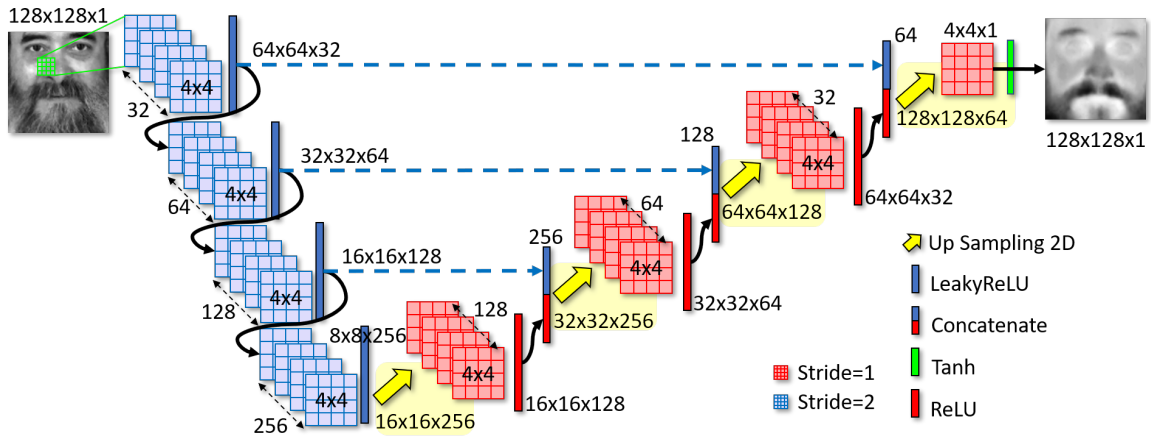 128x128x1
4x4
32
64x64x32
64
4x4x1
128x128x64
128x128x1
4x4
64
32x32x64
128
32
4x4
64x64x128
64x64x32
4x4
128
16x16x128
256
64
4x4
32x32x256
32x32x64
4x4
256
8x8x256
128
4x4
16x16x256
16x16x128
Stride=1
Stride=2
Up Sampling 2D
LeakyReLU
Concatenate
Tanh
ReLU